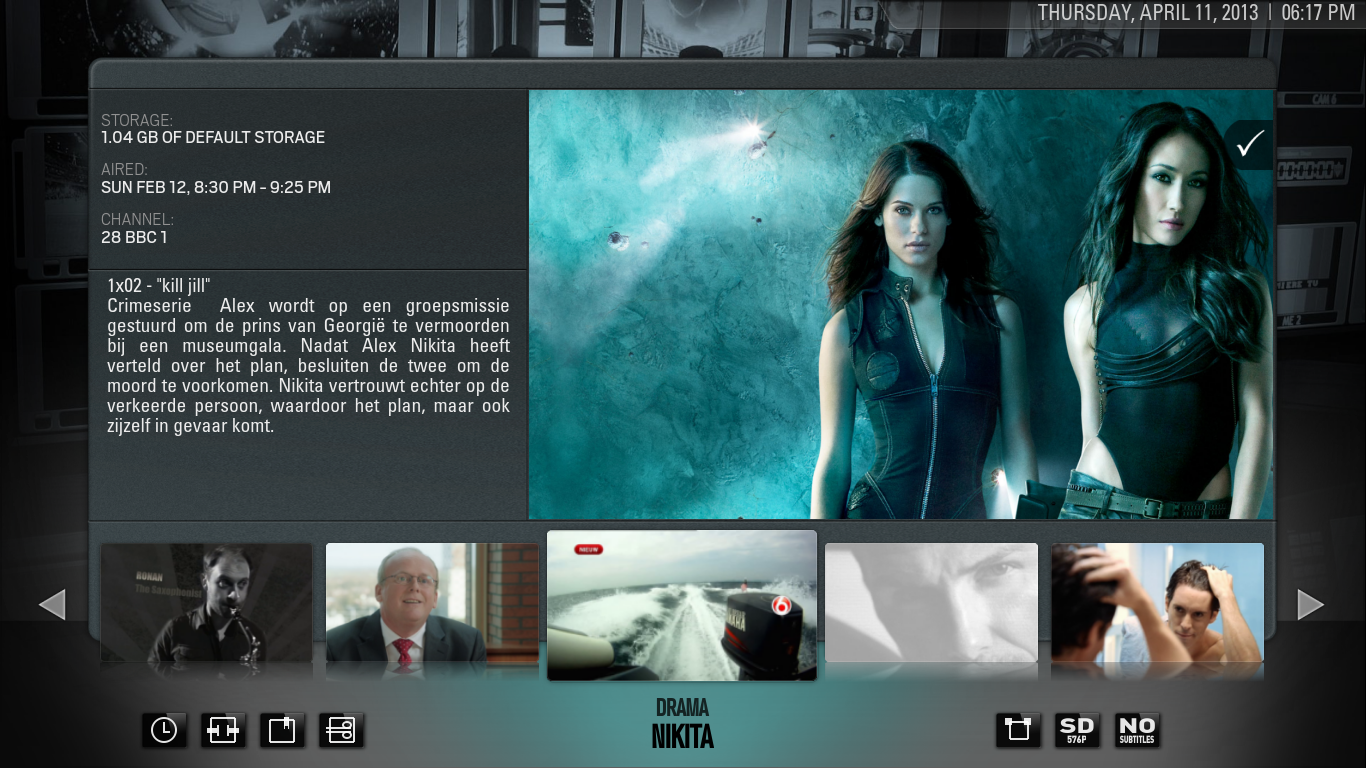 THURSDAY, APRIL 11, 2013 | 06:17 PM
CAM 6
STORAGE:
1.04 GB OF DEFAULT STORAGE
AIRED:
SUN FEB 12, 8:30 PM - 9:25 PM
CHANNEL:
28 BBC 1
1x02 - "kill jill"
Crimeserie Alex wordt op een groepsmissie
gestuurd om de prins van Georgië te vermoorden
bij een museumgala. Nadat Alex Nikita heeft
verteld over het plan, besluiten de twee om de
moord te voorkomen. Nikita vertrouwt echter op de
verkeerde persoon, waardoor het plan, maar ook
zijzelf in gevaar komt.
RONAN
The Saxophonist
NIEUW
6
YAMAHA
DRAMA
NIKITA
SD
576P
NO
SUBTITLES